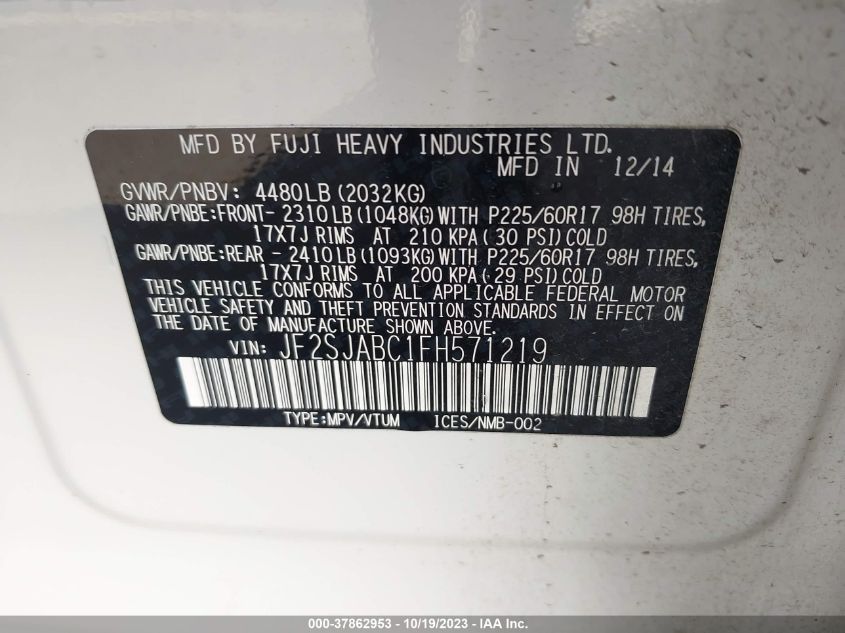 MFD BY FUJI HEAVY INDUSTRIES LTD.
MFD IN 12/14
GVWR/PNBV: 4480LB (2032KG)
GAWR/PNBE:FRONT- 2310LB (1048KG) WITH P225/60R17 98H TIRES,
17X7J RIMS AT 210 KPA ( 30 PSI) COLD
GAWR/PNBE:REAR - 2410LB (1093KG) WITH P225/60R17 98H TIRES,
17X7J RIMS AT 200 KPA ( 29 PSI) COLD
THIS VEHICLE CONFORMS TO ALL APPLICABLE FEDERAL MOTOR
VEHICLE SAFETY AND THEFT PREVENTION STANDARDS IN EFFECT ON
THE DATE OF MANUFACTURE SHOWN ABOVE.
VIN: JF2SJABC1FH571219
TYPE:MPV/VTUM ICES/NMB-002
000-37862953 - 10/19/2023 - IAA Inc.